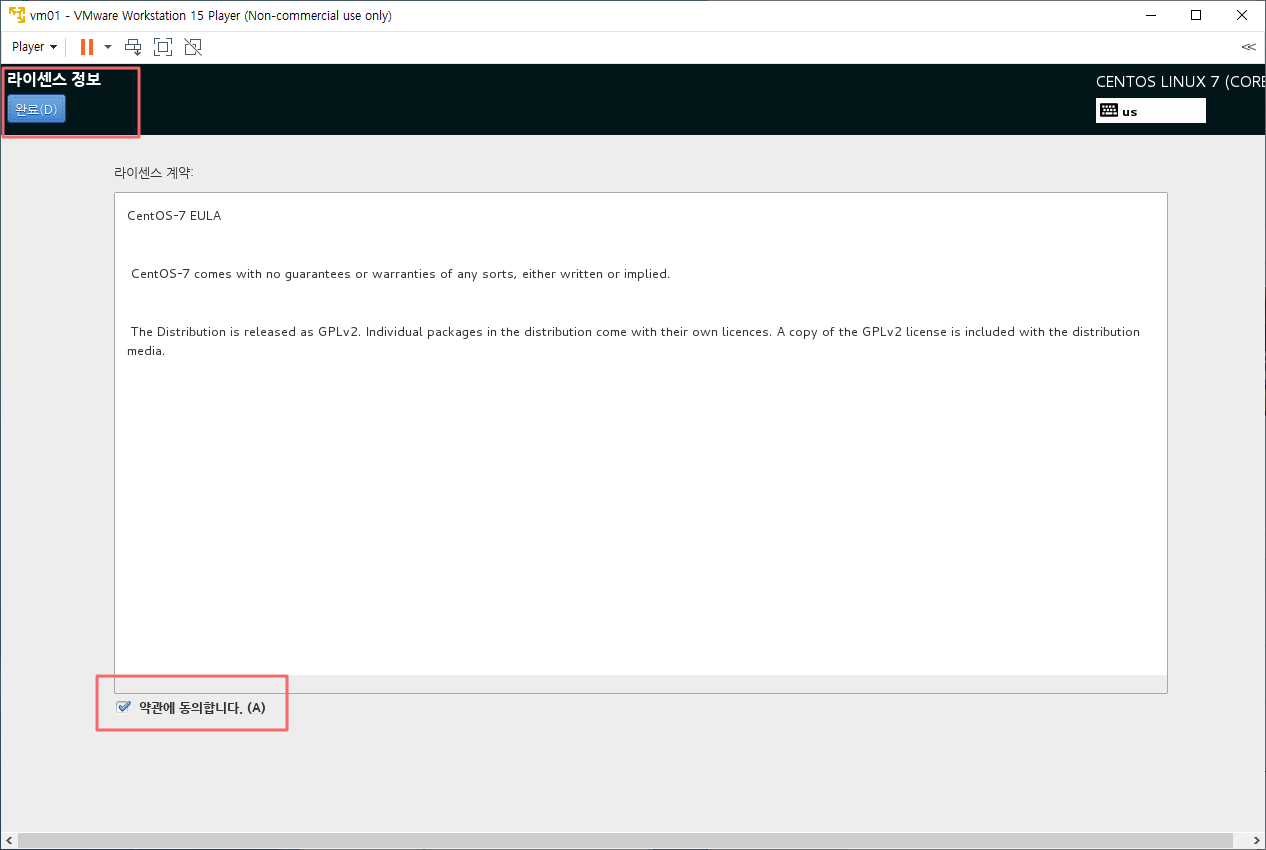 vm01 - VMware Workstation 15 Player (Non-commercial use only)
Player
라이센스 정보
CENTOS LINUX 7 (CORE
완료(D)
us
라이센스 계약:
CentOS-7 EULA
CentOS-7 comes with no guarantees or warranties of any sorts, either written or implied.
The Distribution is released as GPLv2. Individual packages in the distribution come with their own licences. A copy of the GPLv2 license is included with the distribution
media.
약관에 동의합니다. (A)